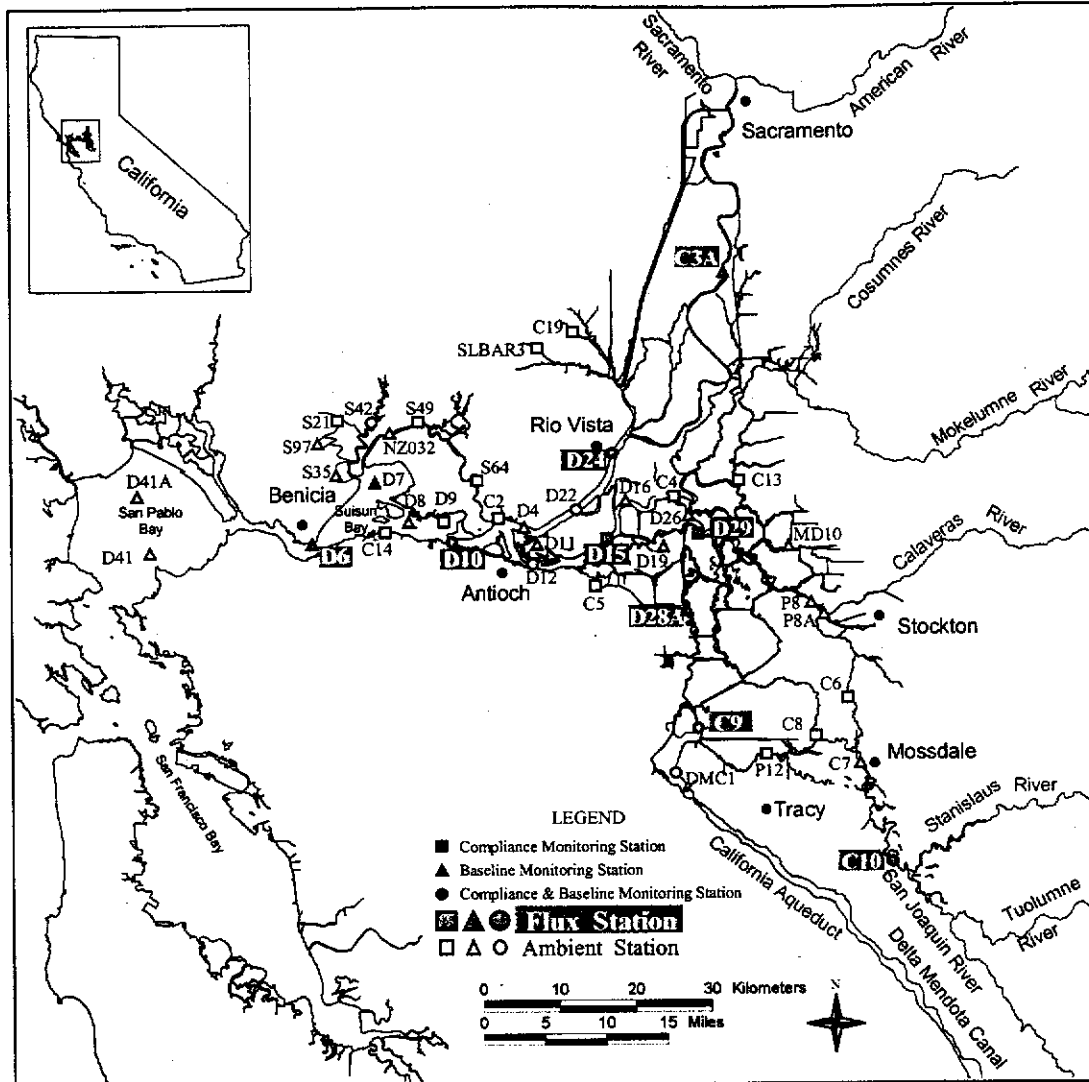 Sacramento
River
American River
Sacramento
California
Cosumnes River
C3A
C19
SLBAR3
Mokelumne River
S42
S49
S21
S97
NZ032
Rio Vista
D24
S35
D7
S64
C13
D41A
San Pablo
Bay
Benicia
Suisun
Bay
D8
D9
C2
D4
D22
D16
C4
D26
D29
MD10
Calaveras
River
D41
D6
C14
D10
D11
D12
D15
D19
Antioch
C5
D28A
P8
P8A
Stockton
C6
C9
C8
San Francisco Bay
DMC1
P12
C7
Mossdale
Tracy
Stanislaus River
LEGEND
Compliance Monitoring Station
Baseline Monitoring Station
Compliance & Baseline Monitoring Station
Flux Station
Ambient Station
C10
California Aqueduct
San Joaquin River
Delta Mendota Canal
Tuolumne
River
0 10 20 30 Kilometers
0 5 10 15 Miles
N